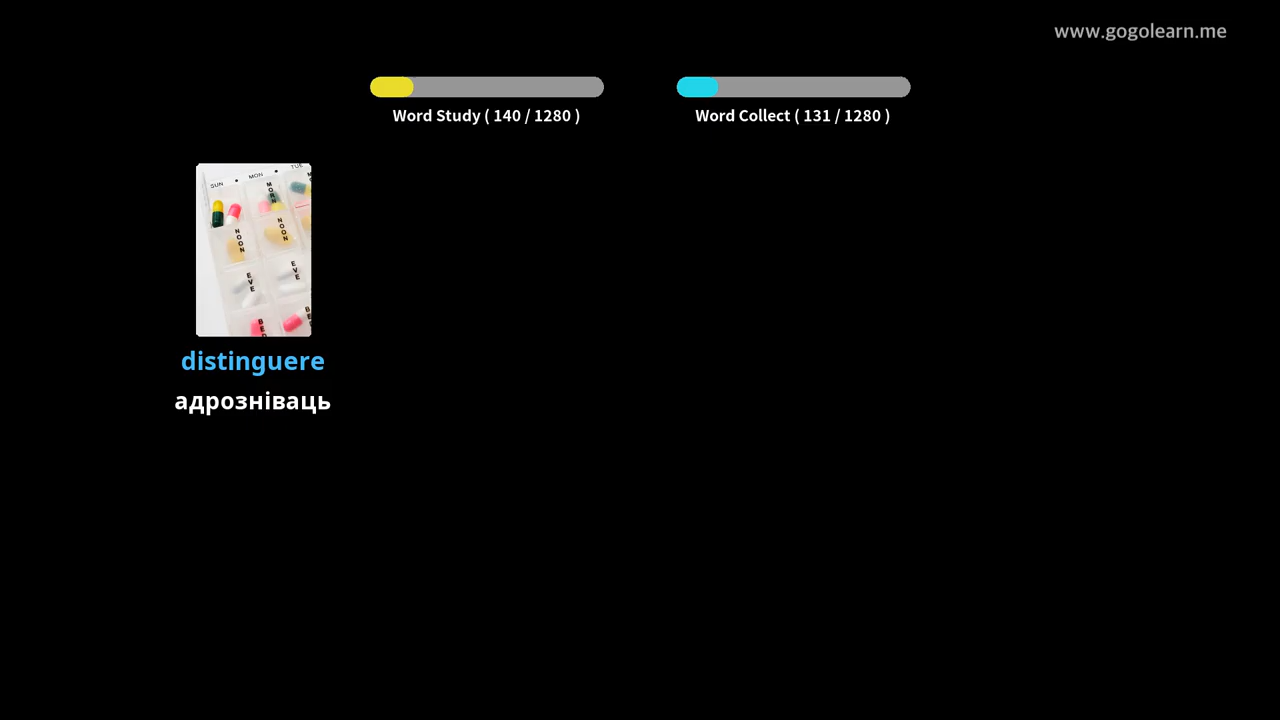 www.gogolearn.me
Word Study ( 140 / 1280 )
Word Collect ( 131 / 1280 )
SUN
MON
TUE
MORN
NOON
NOON
EVE
EVE
distinguere
адрозніваць